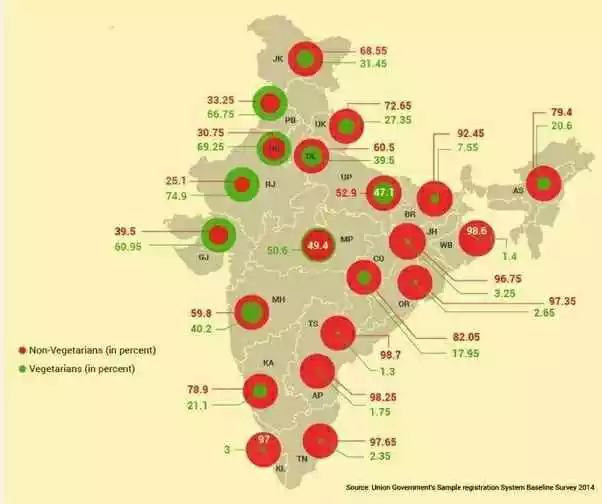 JK
68.55
31.45
33.25
66.75
PB
UK
72.65
27.35
79.4
20.6
30.75
69.25
HR
DL
60.5
39.5
92.45
7.55
25.1
74.9
RJ
UP
52.9
47.1
BR
AS
39.5
60.95
GJ
50.6
49.4
MP
JH
WB
98.6
1.4
96.75
3.25
CG
OR
97.35
2.65
59.8
40.2
MH
82.05
17.95
TS
98.7
1.3
Non-Vegetarians (in percent)
Vegetarians (in percent)
KA
78.9
21.1
AP
98.25
1.75
97
3
KL
TN
97.65
2.35
Source: Union Government's Sample registration System Baseline Survey 2014